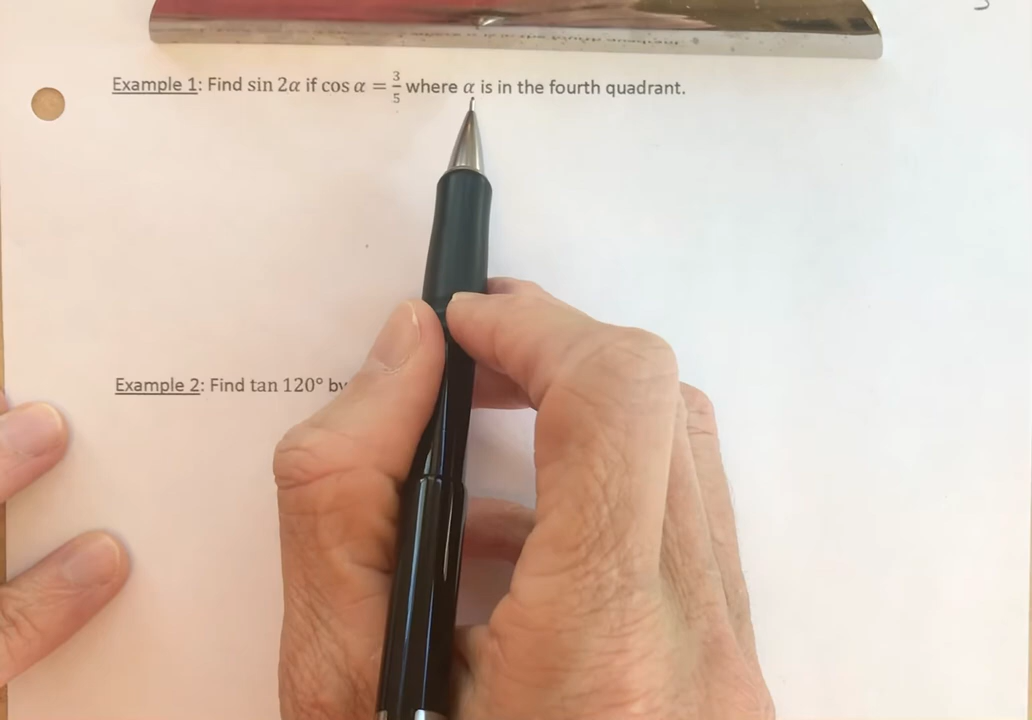 Example 1: Find sin 2α if cos α = 3/5 where α is in the fourth quadrant.
Example 2: Find tan 120° by